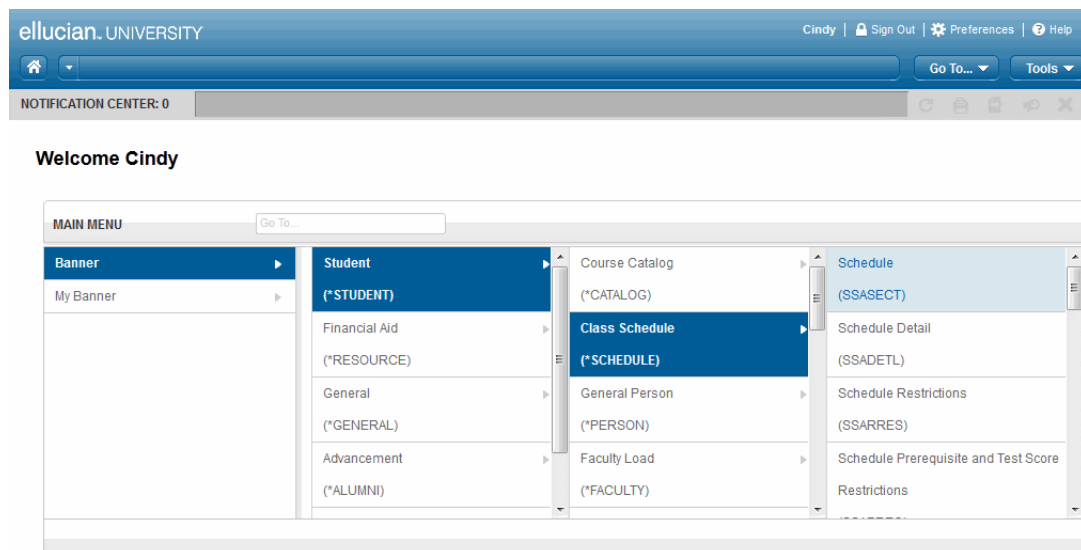 ellucian™ UNIVERSITY
Cindy | Sign Out | Preferences | Help
Go To...
Tools
NOTIFICATION CENTER: 0
Welcome Cindy
MAIN MENU
Go To...
Banner
My Banner
Student
(*STUDENT)
Financial Aid
(*RESOURCE)
General
(*GENERAL)
Advancement
(*ALUMNI)
Course Catalog
(*CATALOG)
Class Schedule
(*SCHEDULE)
General Person
(*PERSON)
Faculty Load
(*FACULTY)
Schedule
(SSASECT)
Schedule Detail
(SSADETL)
Schedule Restrictions
(SSARRES)
Schedule Prerequisite and Test Score
Restrictions